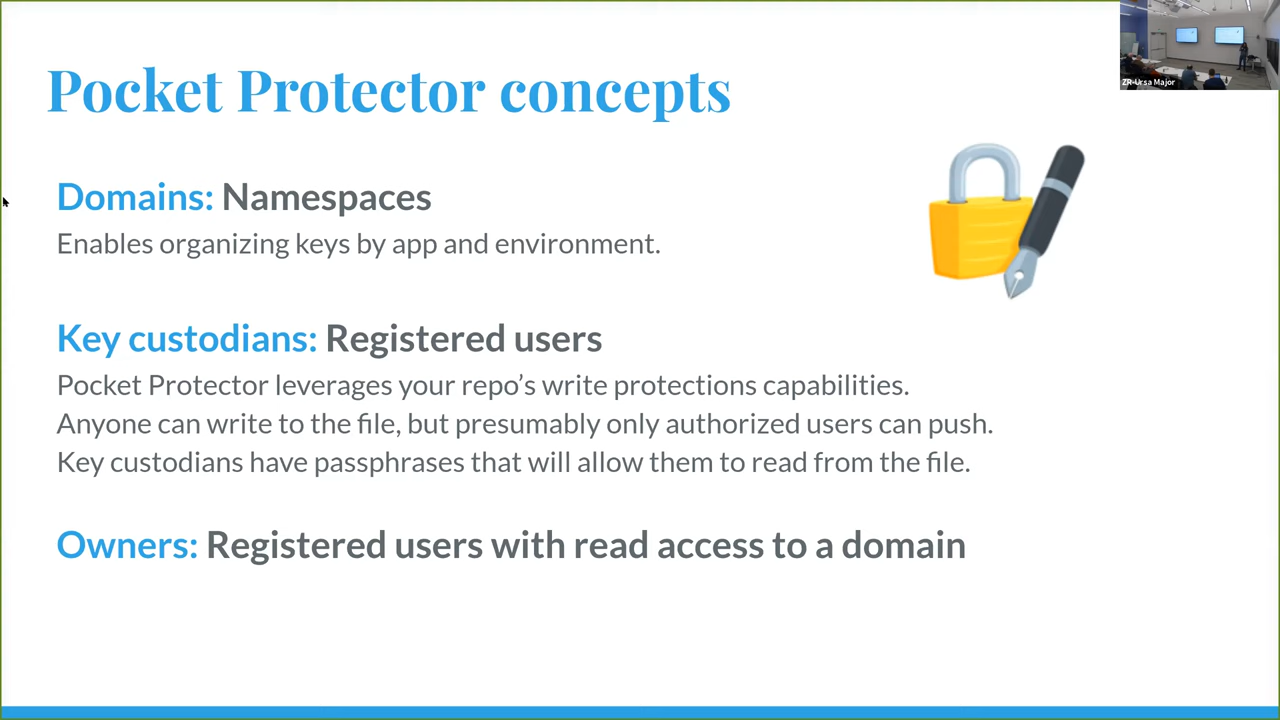 Pocket Protector concepts
ZR-Ursa Major
Domains: Namespaces
Enables organizing keys by app and environment.
Key custodians: Registered users
Pocket Protector leverages your repo’s write protections capabilities.
Anyone can write to the file, but presumably only authorized users can push.
Key custodians have passphrases that will allow them to read from the file.
Owners: Registered users with read access to a domain